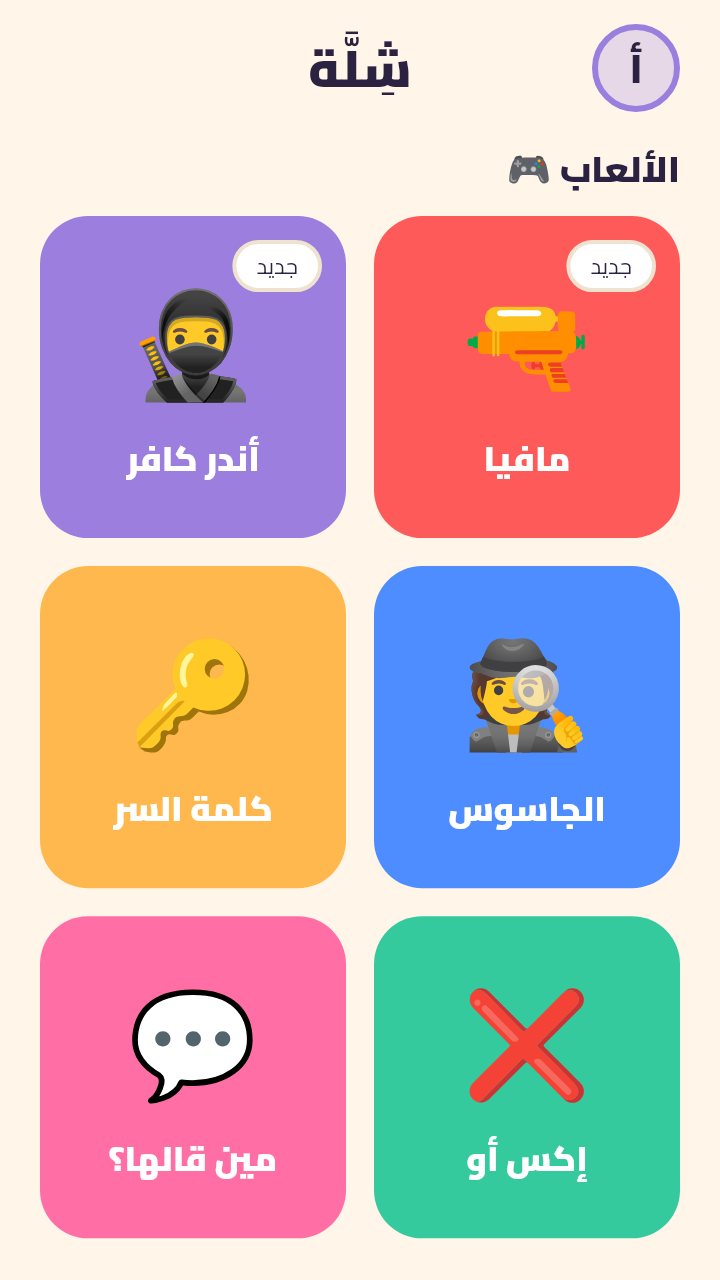 أ
شِلَّة
الألعاب 🎮
جديد
مافيا
جديد
أندر كافر
الجاسوس
كلمة السر
إكس أو
مين قالها؟